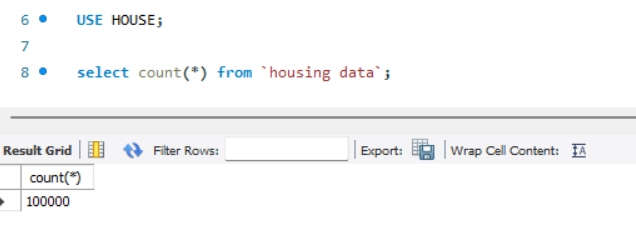 6 USE HOUSE;
7
8 select count(*) from `housing data`;
Result Grid Filter Rows: Export: Wrap Cell Content: IA
count(*)
100000